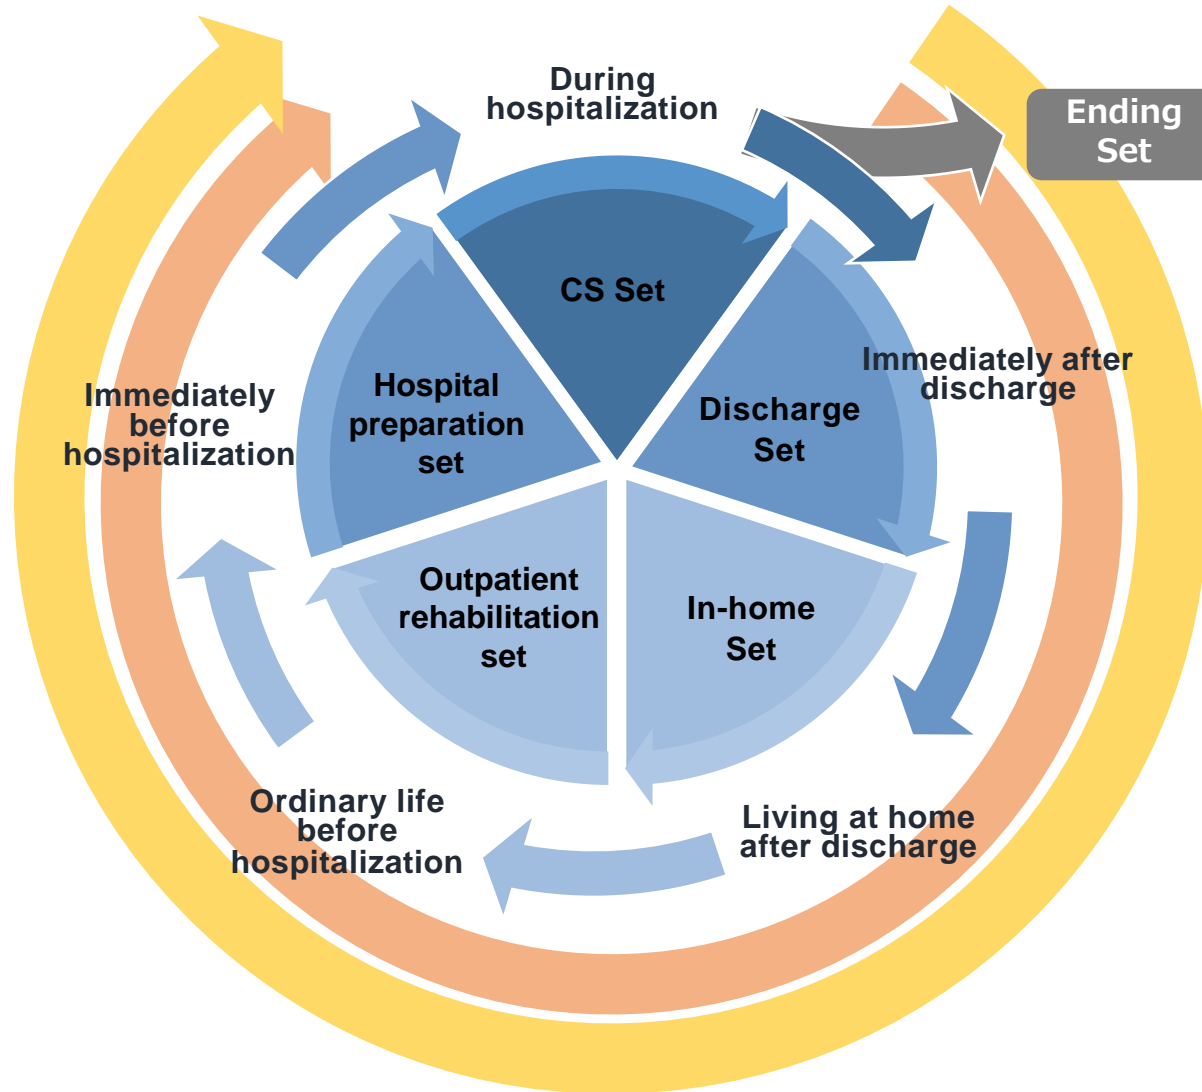 During
hospitalization
Ending
Set
CS Set
Immediately after
discharge
Discharge
Set
In-home
Set
Living at home
after discharge
Outpatient
rehabilitation
set
Ordinary life
before
hospitalization
Hospital
preparation
set
Immediately
before
hospitalization